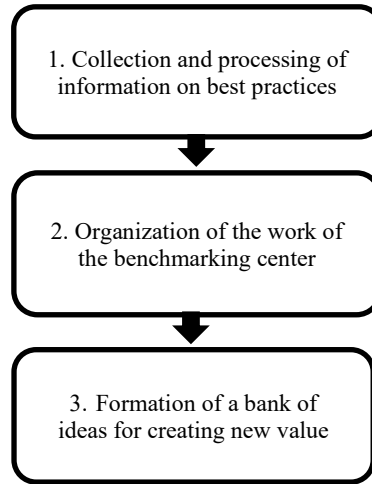 1. Collection and processing of
information on best practices
2. Organization of the work of
the benchmarking center
3. Formation of a bank of
ideas for creating new value